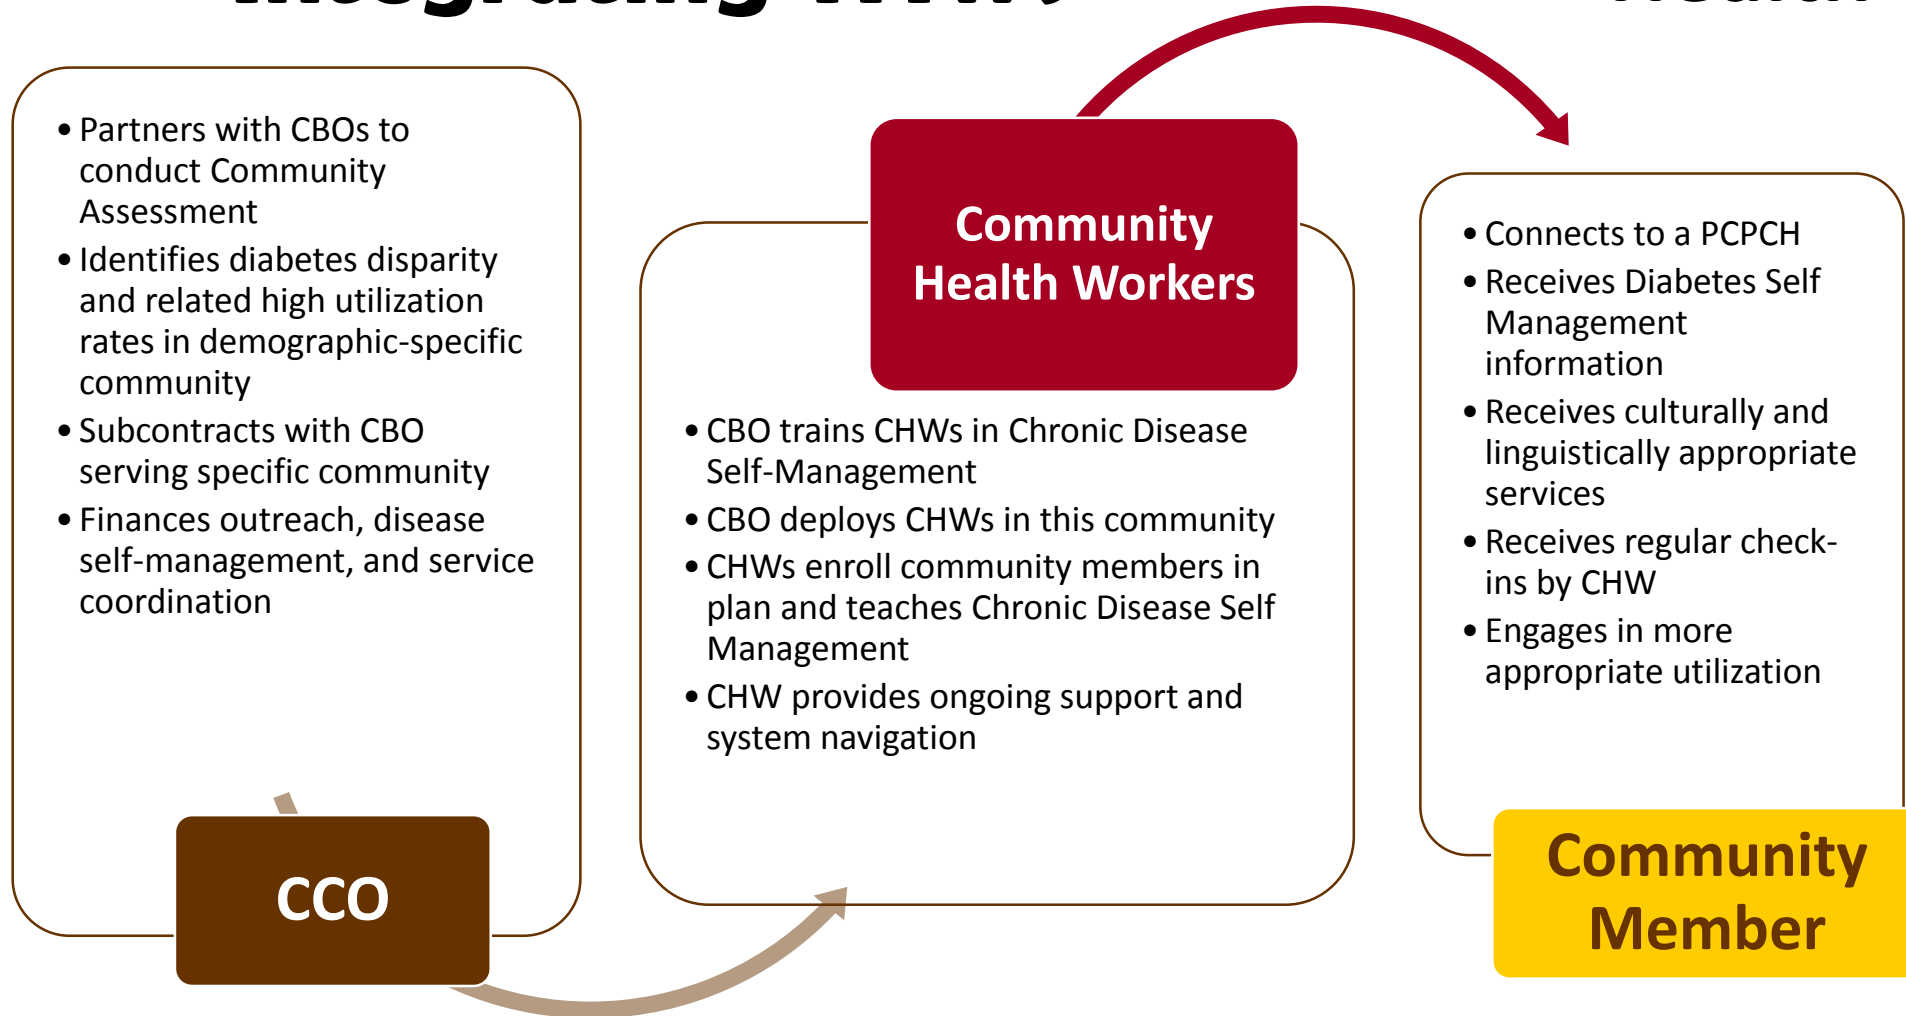 Integrating
• Partners with CBOs to
conduct Community
Assessment
• Identifies diabetes disparity
and related high utilization
rates in demographic-specific
community
• Subcontracts with CBO
serving specific community
• Finances outreach, disease
self-management, and service
coordination
CCO
Community
Health Workers
• CBO trains CHWs in Chronic Disease
Self-Management
• CBO deploys CHWs in this community
• CHWs enroll community members in
plan and teaches Chronic Disease Self
Management
• CHW provides ongoing support and
system navigation
• Connects to a PCPCH
• Receives Diabetes Self
Management
information
• Receives culturally and
linguistically appropriate
services
• Receives regular check-
ins by CHW
• Engages in more
appropriate utilization
Community
Member